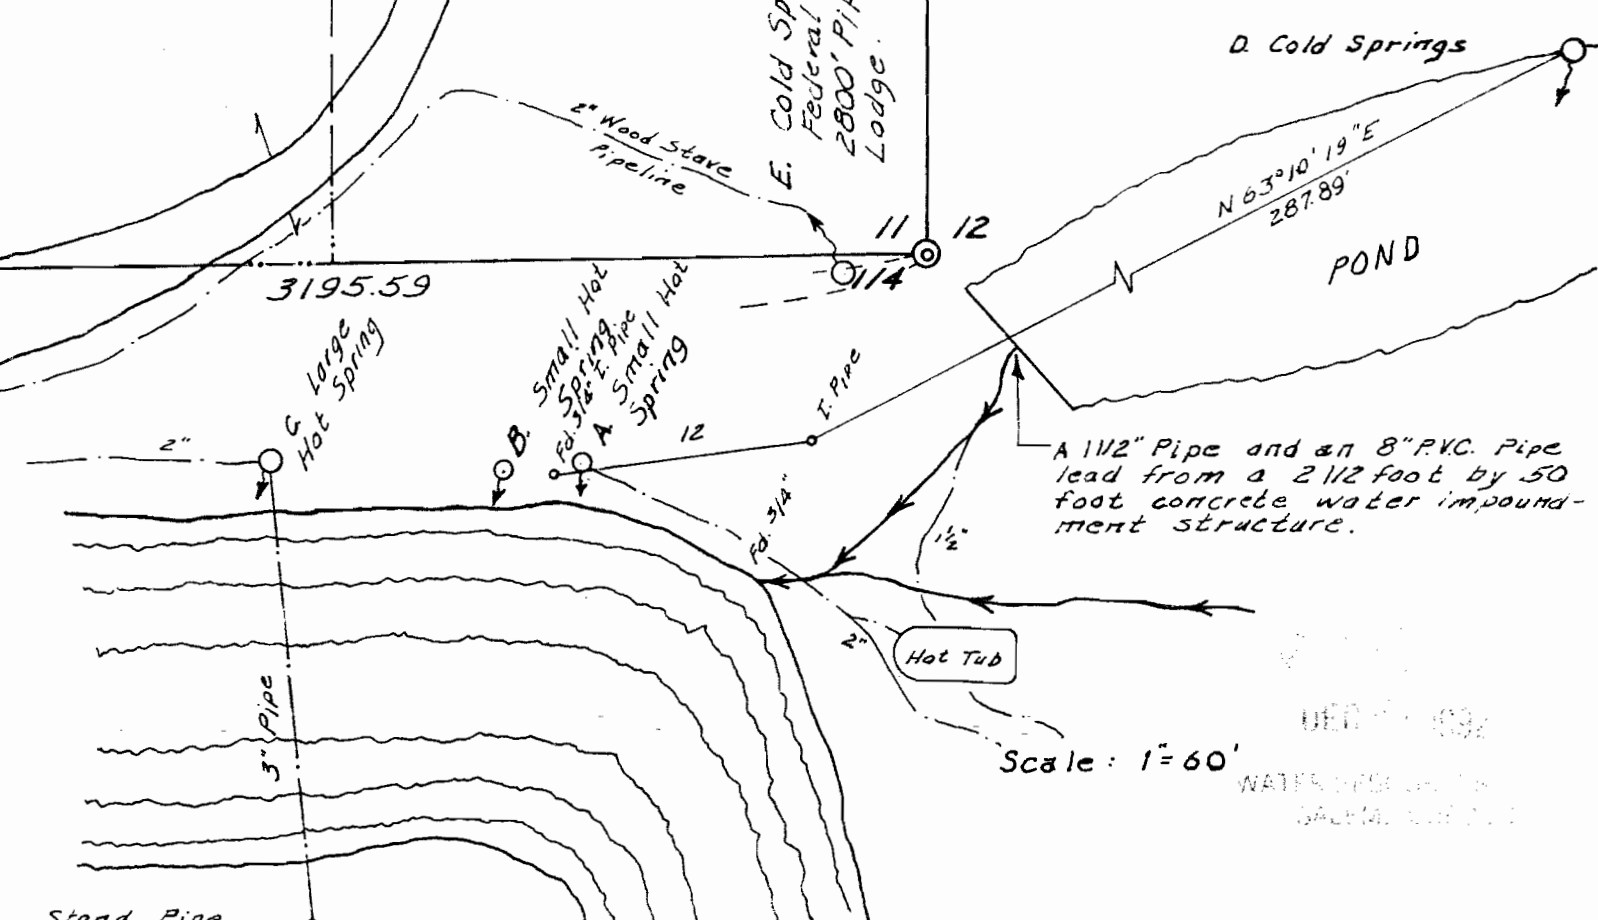 D. Cold Springs
E. Cold Sp
Federal
2800' Pip
Lodge.
2" Wood Stave
Pipeline
N 63°10' 19"E
287.89'
POND
11
12
1/4
3195.59
C. Large
Hot Spring
B. Small Hot
Spring
Fd. 3/4" I. Pipe
A. Small Hot
Spring
I. Pipe
12
2"
A 1 1/2" Pipe and an 8" P.V.C. Pipe
lead from a 2 1/2 foot by 50
foot concrete water impound-
ment structure.
Fd. 3/4"
1½"
2"
Hot Tub
3" Pipe
Scale: 1"=60'
Stand Pipe